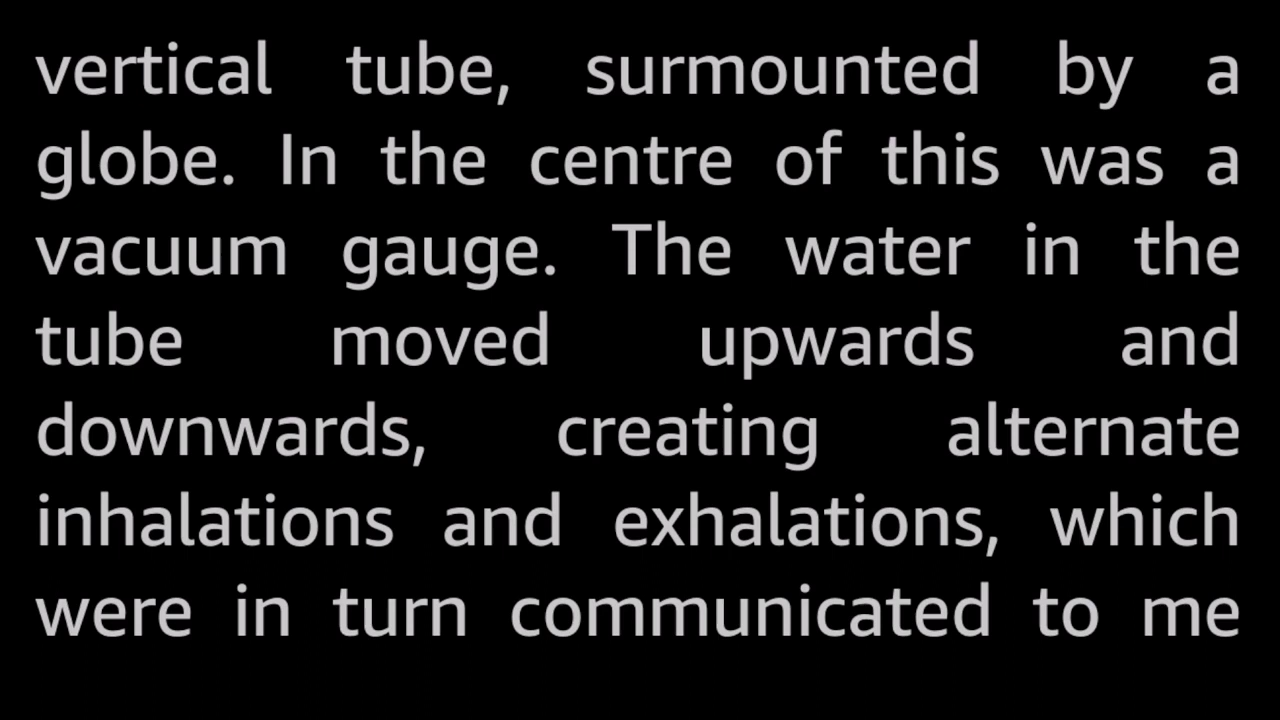 vertical tube, surmounted by a
globe. In the centre of this was a
vacuum gauge. The water in the
tube moved upwards and
downwards, creating alternate
inhalations and exhalations, which
were in turn communicated to me